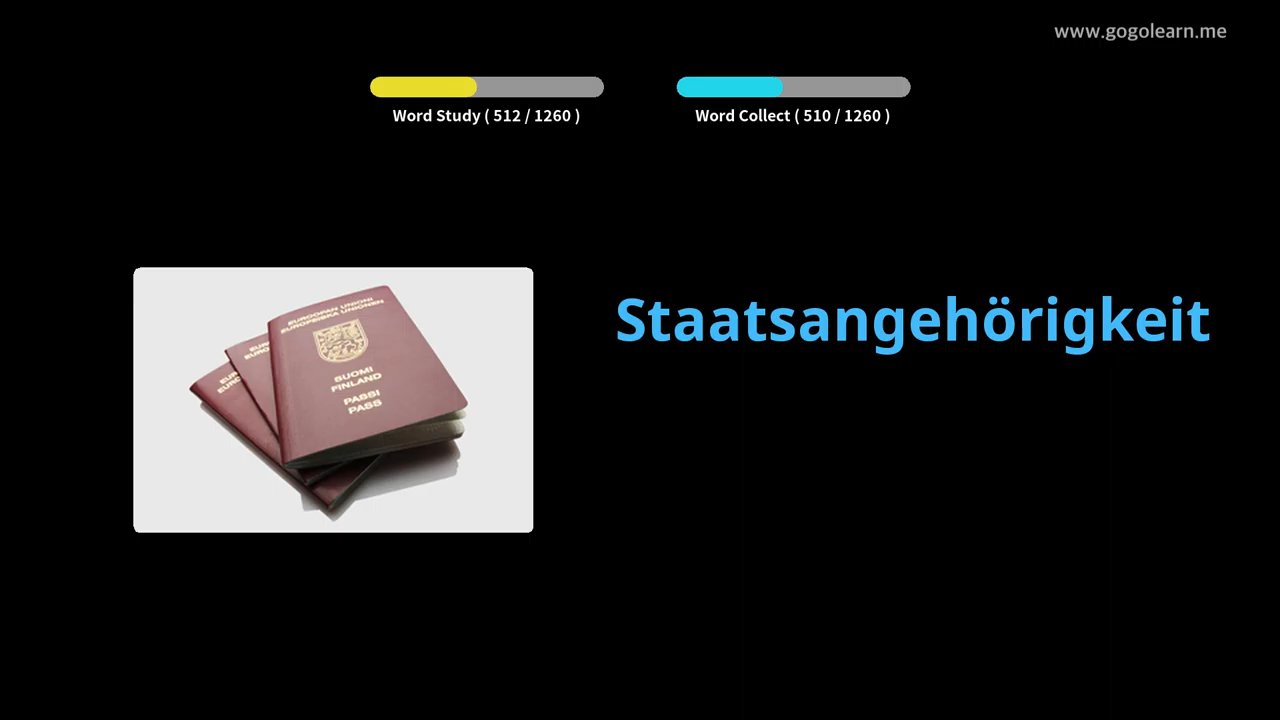 www.gogolearn.me
Word Study ( 512 / 1260 )
Word Collect ( 510 / 1260 )
Staatsangehörigkeit
EUROOPAN UNIONI
EUROPEISKA UNIONEN
SUOMI
FINLAND
PASSI
PASS